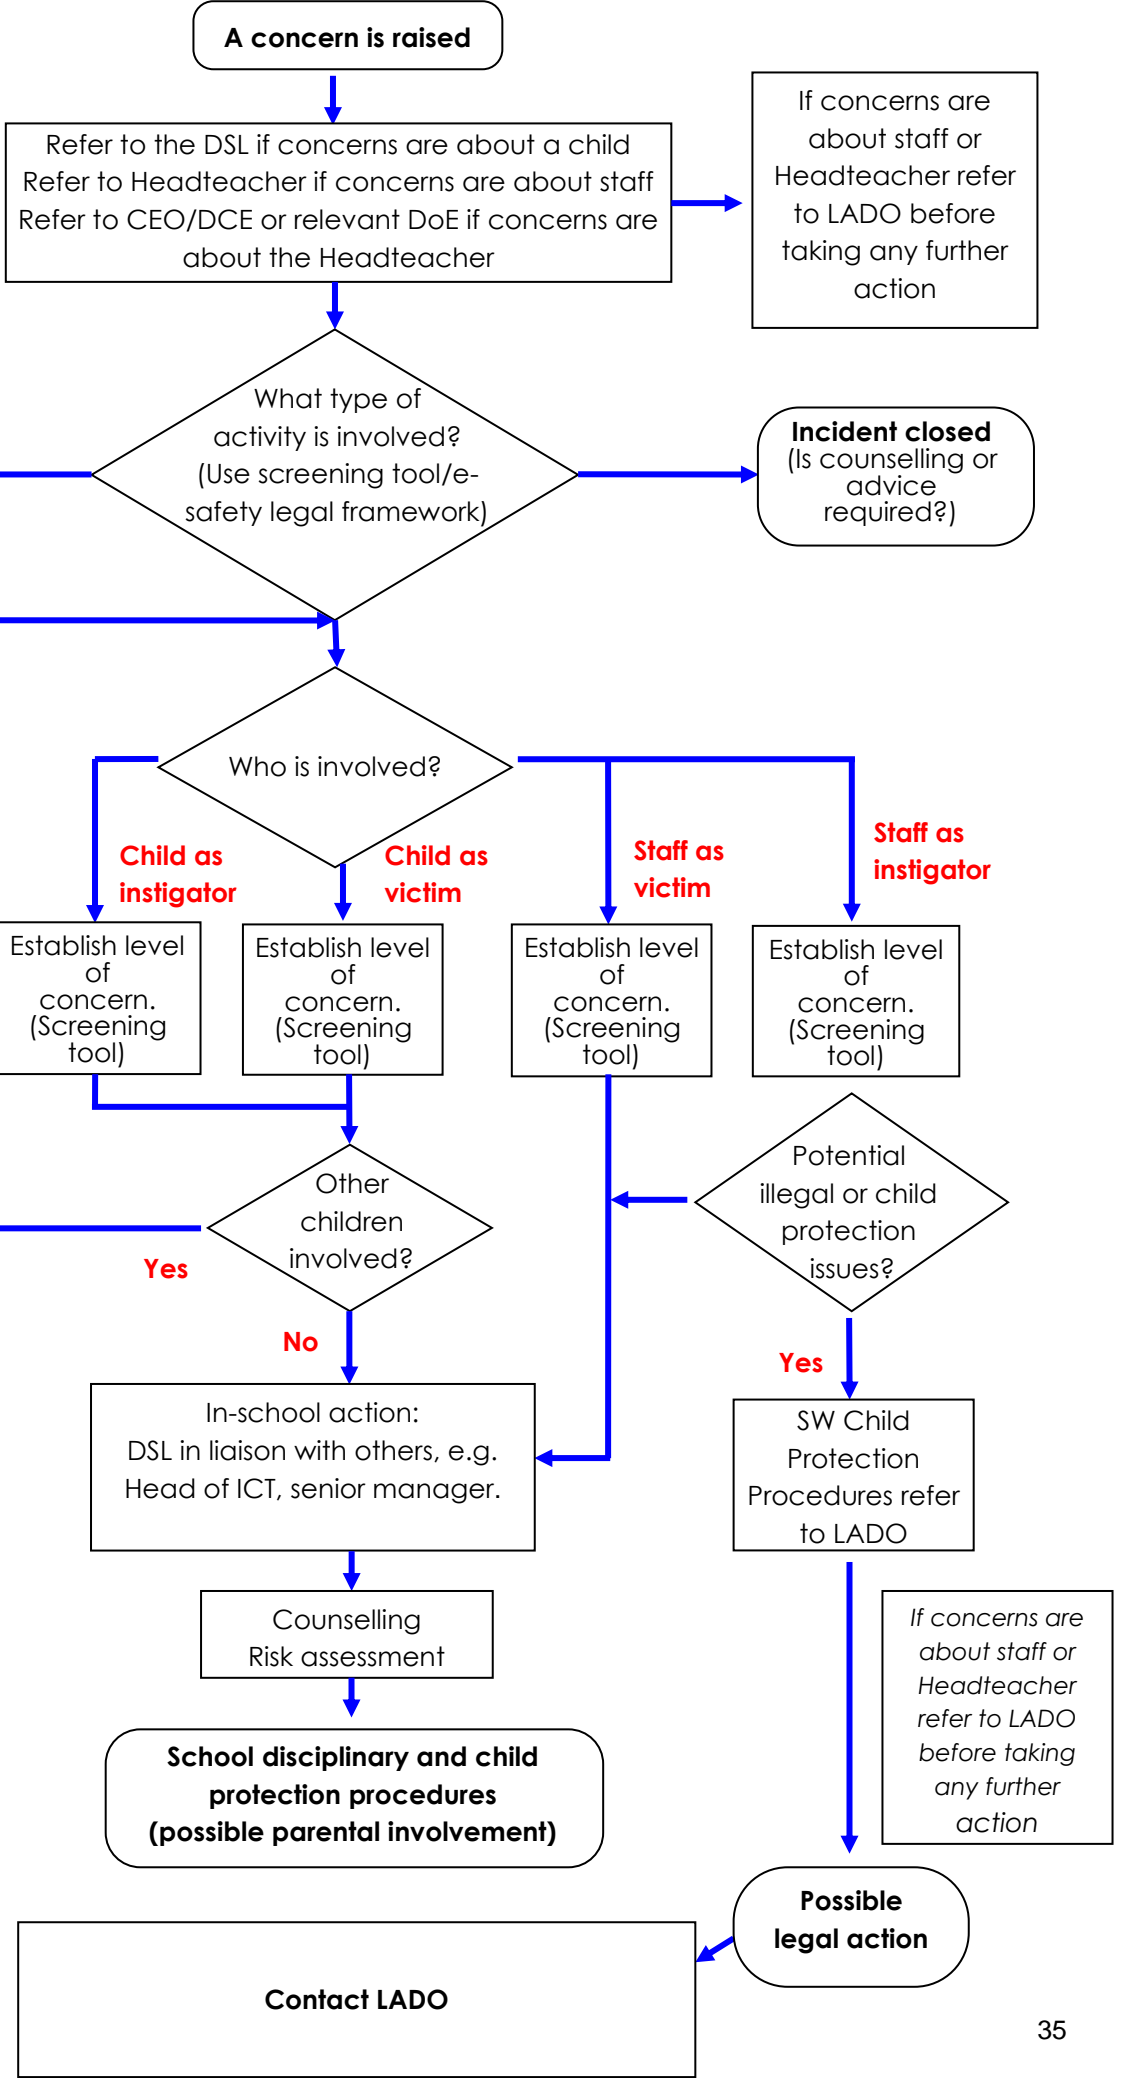 A concern is raised
Refer to the DSL if concerns are about a child
Refer to Headteacher if concerns are about staff
Refer to CEO/DCE or relevant DoE if concerns are
about the Headteacher
If concerns are
about staff or
Headteacher refer
to LADO before
taking any further
action
What type of
activity is involved?
(Use screening tool/e-
safety legal framework)
Incident closed
(Is counselling or
advice
required?)
Who is involved?
Child as
instigator
Child as
victim
Staff as
victim
Staff as
instigator
Establish level
of
concern.
(Screening
tool)
Establish level
of
concern.
(Screening
tool)
Establish level
of
concern.
(Screening
tool)
Establish level
of
concern.
(Screening
tool)
Other
children
involved?
Potential
illegal or child
protection
issues?
Yes
No
Yes
In-school action:
DSL in liaison with others, e.g.
Head of ICT, senior manager.
SW Child
Protection
Procedures refer
to LADO
Counselling
Risk assessment
If concerns are
about staff or
Headteacher
refer to LADO
before taking
any further
action
School disciplinary and child
protection procedures
(possible parental involvement)
Possible
legal action
Contact LADO
35